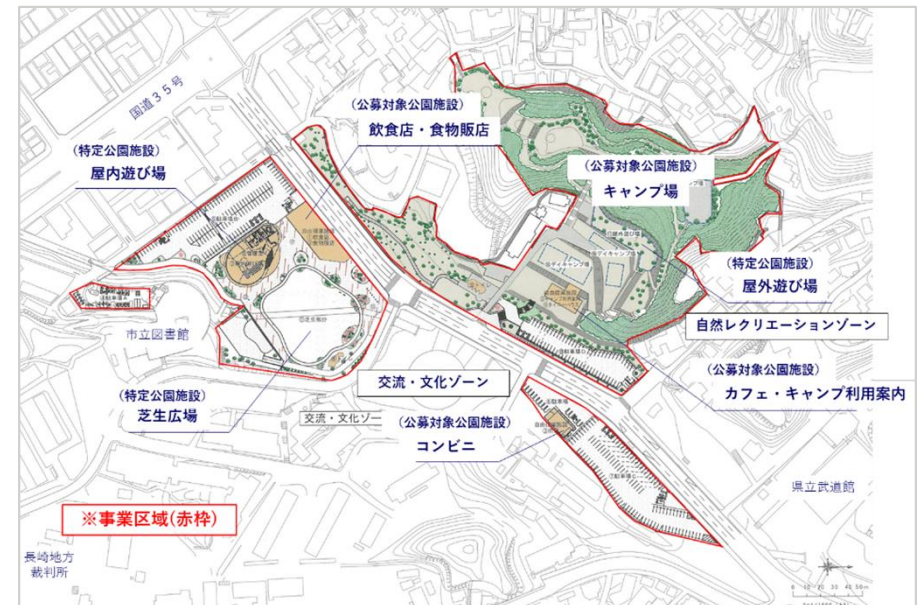 国道35号
(公募対象公園施設)
飲食店・食物販店
(特定公園施設)
屋内遊び場
(公募対象公園施設)
キャンプ場
(特定公園施設)
屋外遊び場
自然レクリエーションゾーン
市立図書館
(公募対象公園施設)
カフェ・キャンプ利用案内
交流・文化ゾーン
(特定公園施設)
芝生広場
交流・文化ゾー
(公募対象公園施設)
コンビニ
県立武道館
※事業区域(赤枠)
長崎地方
裁判所